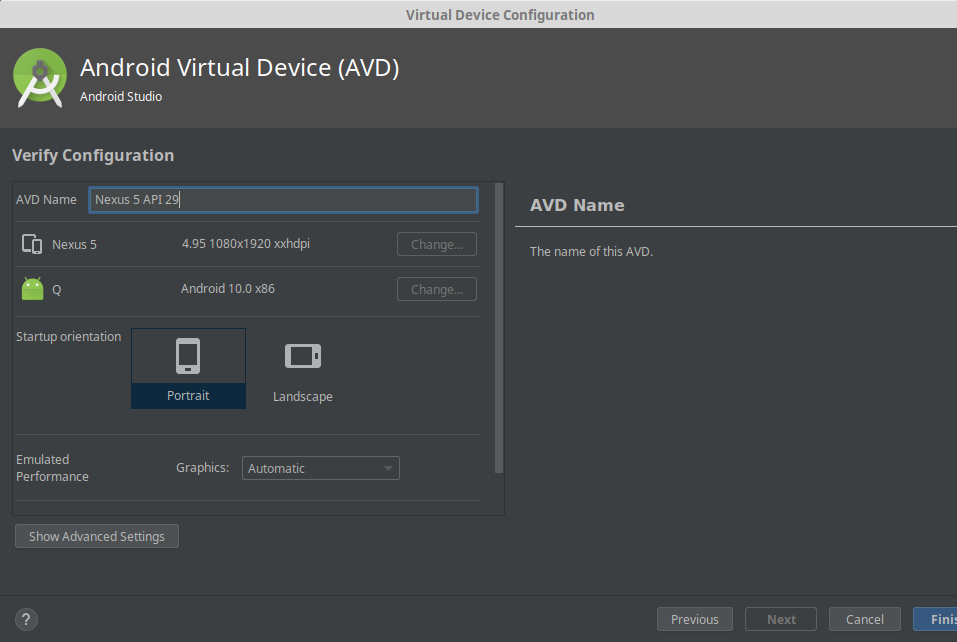 Virtual Device Configuration
Android Virtual Device (AVD)
Android Studio
Verify Configuration
AVD Name Nexus 5 API 29
Nexus 5 4.95 1080x1920 xxhdpi Change...
Q Android 10.0 x86 Change...
Startup orientation
Portrait
Landscape
Emulated
Performance
Graphics: Automatic
Show Advanced Settings
AVD Name
The name of this AVD.
? Previous Next Cancel Finis